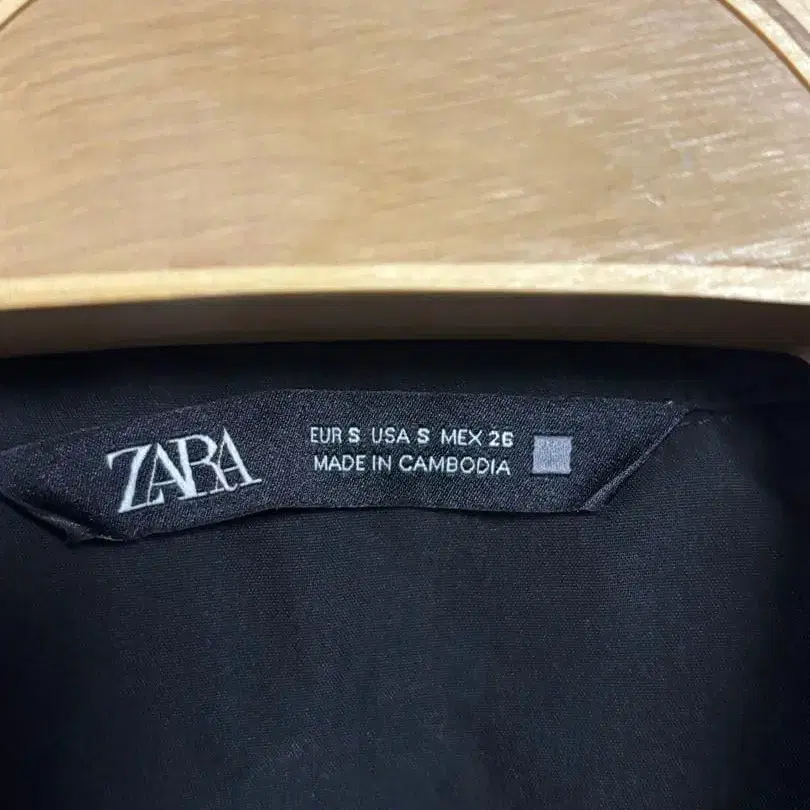 ZARA
EUR S USA S MEX 26
MADE IN CAMBODIA